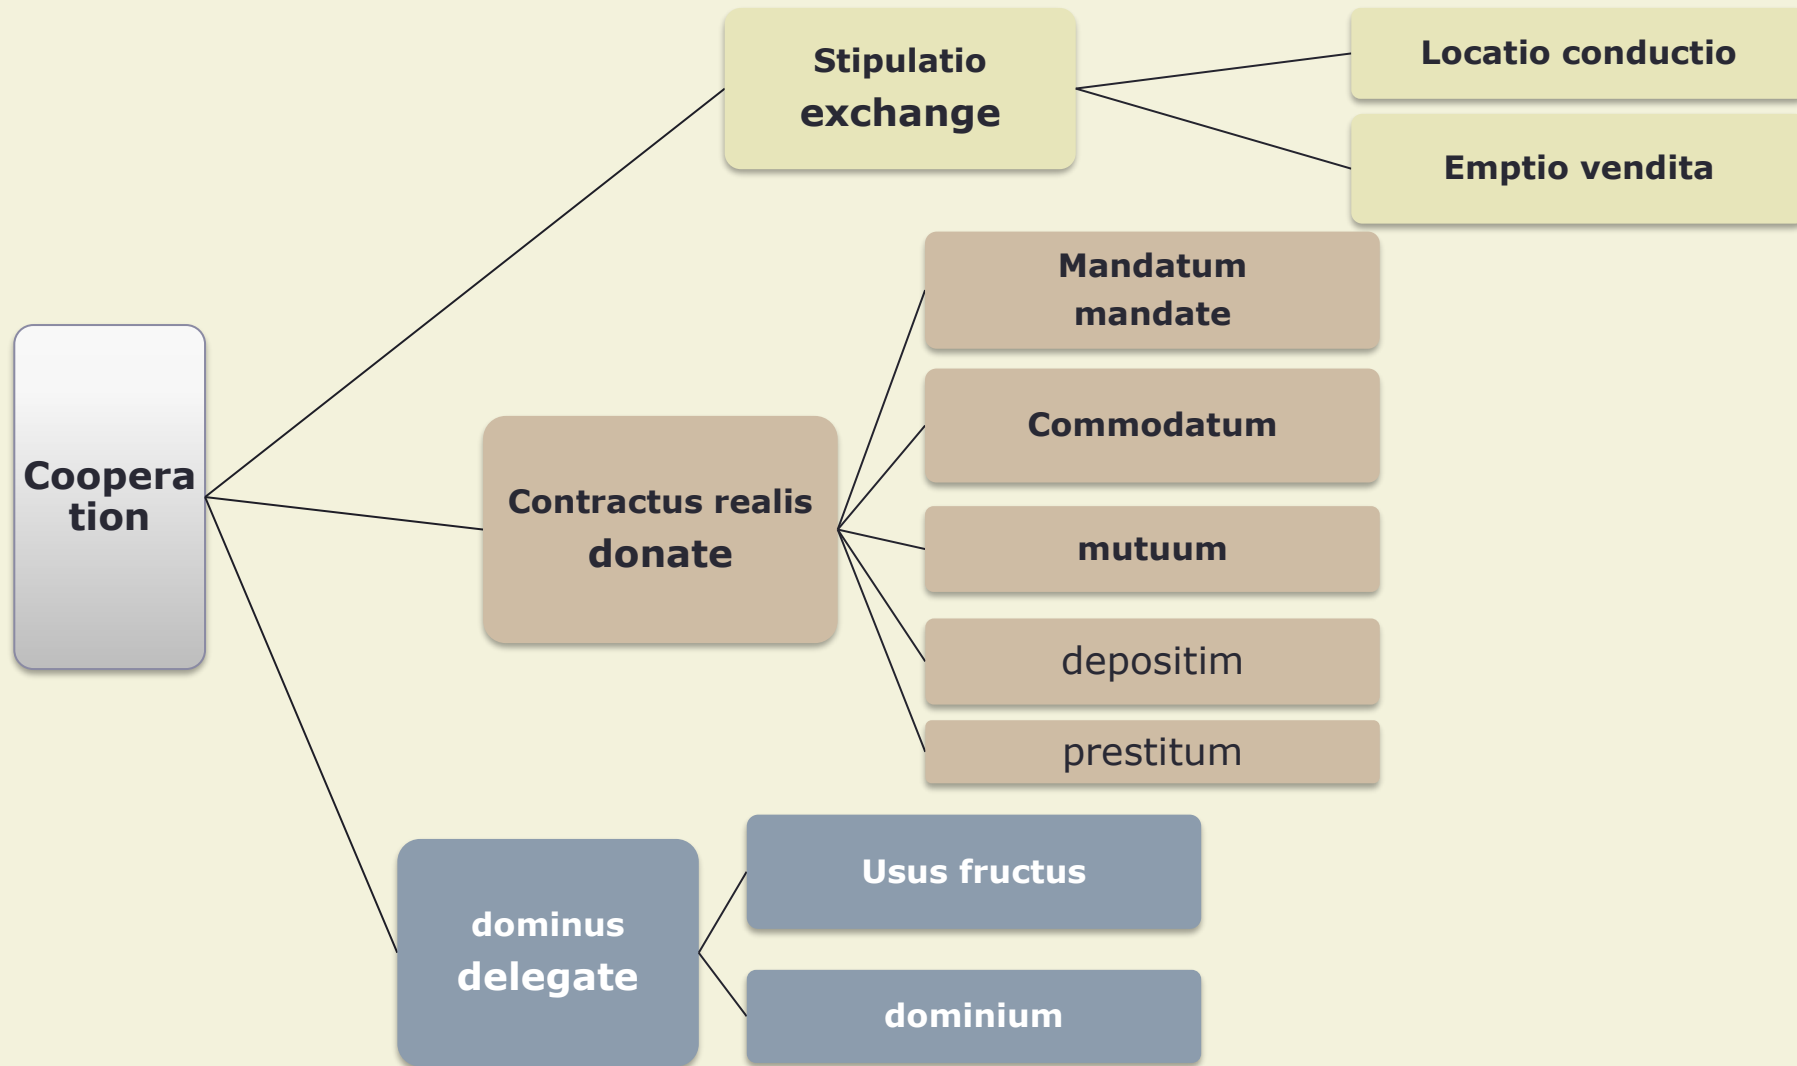 Stipulatio
exchange
Locatio conductio
Emptio vendita
Mandatum
mandate
Commodatum
Coopera
tion
Contractus realis
donate
mutuum
depositim
prestitum
dominus
delegate
Usus fructus
dominium